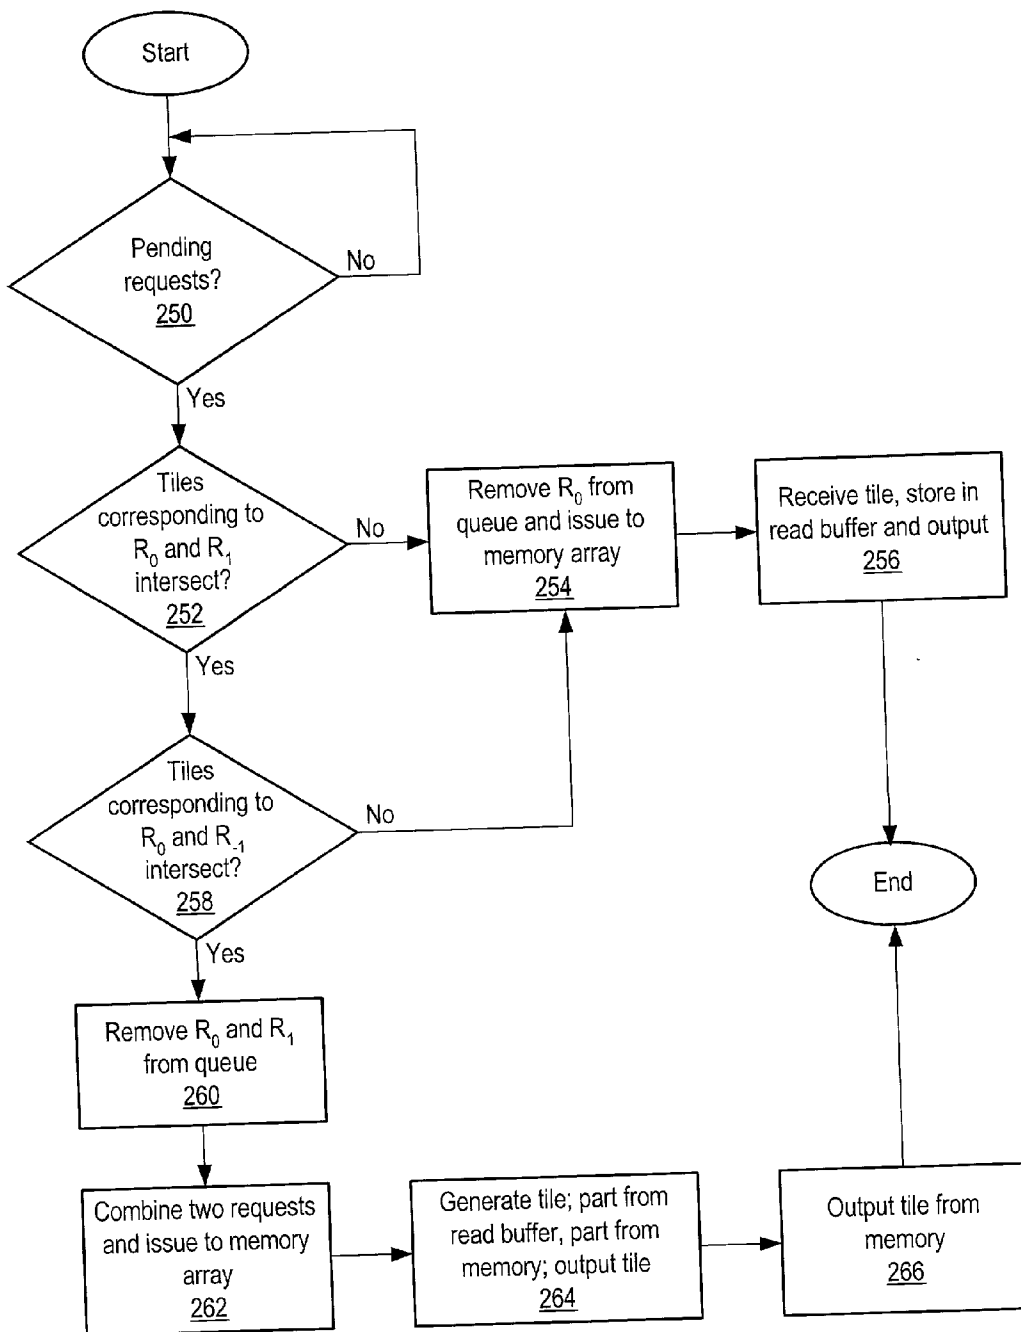 Start
Pending
requests?
250
No
Yes
Tiles
corresponding to
R₀ and R₁
intersect?
252
No
Yes
Remove R₀ from
queue and issue to
memory array
254
Receive tile, store in
read buffer and output
256
Tiles
corresponding to
R₀ and R₋₁
intersect?
258
No
Yes
End
Remove R₀ and R₁
from queue
260
Combine two requests
and issue to memory
array
262
Generate tile; part from
read buffer, part from
memory; output tile
264
Output tile from
memory
266